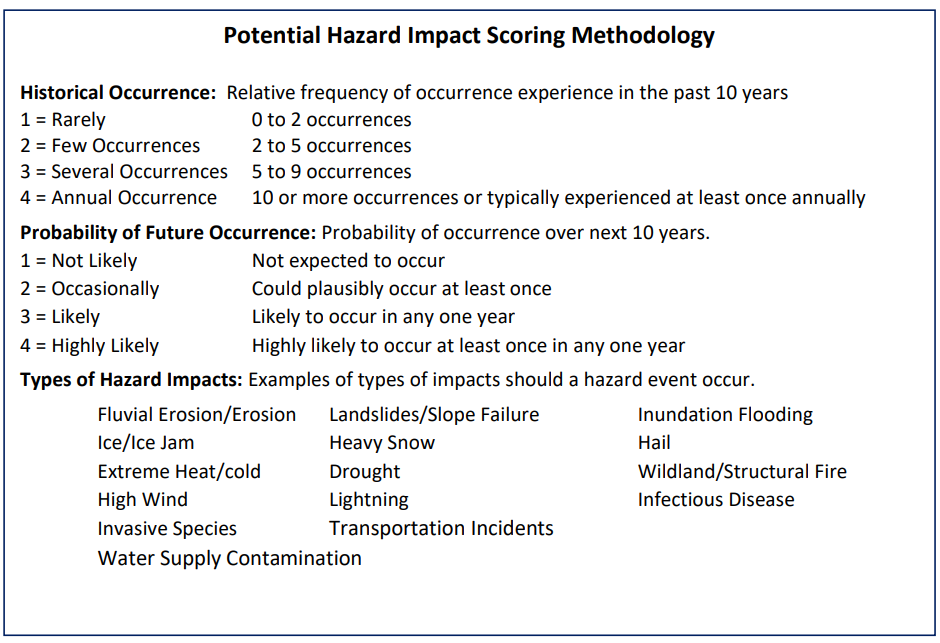 Potential Hazard Impact Scoring Methodology
Historical Occurrence: Relative frequency of occurrence experience in the past 10 years
1 = Rarely 0 to 2 occurrences
2 = Few Occurrences 2 to 5 occurrences
3 = Several Occurrences 5 to 9 occurrences
4 = Annual Occurrence 10 or more occurrences or typically experienced at least once annually
Probability of Future Occurrence: Probability of occurrence over next 10 years.
1 = Not Likely Not expected to occur
2 = Occasionally Could plausibly occur at least once
3 = Likely Likely to occur in any one year
4 = Highly Likely Highly likely to occur at least once in any one year
Types of Hazard Impacts: Examples of types of impacts should a hazard event occur.
Fluvial Erosion/Erosion Landslides/Slope Failure Inundation Flooding
Ice/Ice Jam Heavy Snow Hail
Extreme Heat/cold Drought Wildland/Structural Fire
High Wind Lightning Infectious Disease
Invasive Species Transportation Incidents
Water Supply Contamination